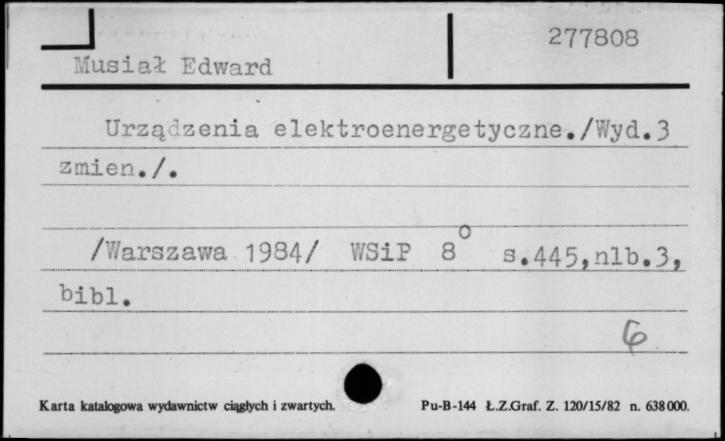 277808
Musiał Edward
Urządzenia elektroenergetyczne./Wyd.3
zmien./.
/Warszawa 1984/ WSiP 8° s.445,nlb.3,
bibl.
6
Karta katalogowa wydawnictw ciągłych i zwartych. Pu-B-144 Ł.Z.Graf. Z. 120/15/82 n. 638000.